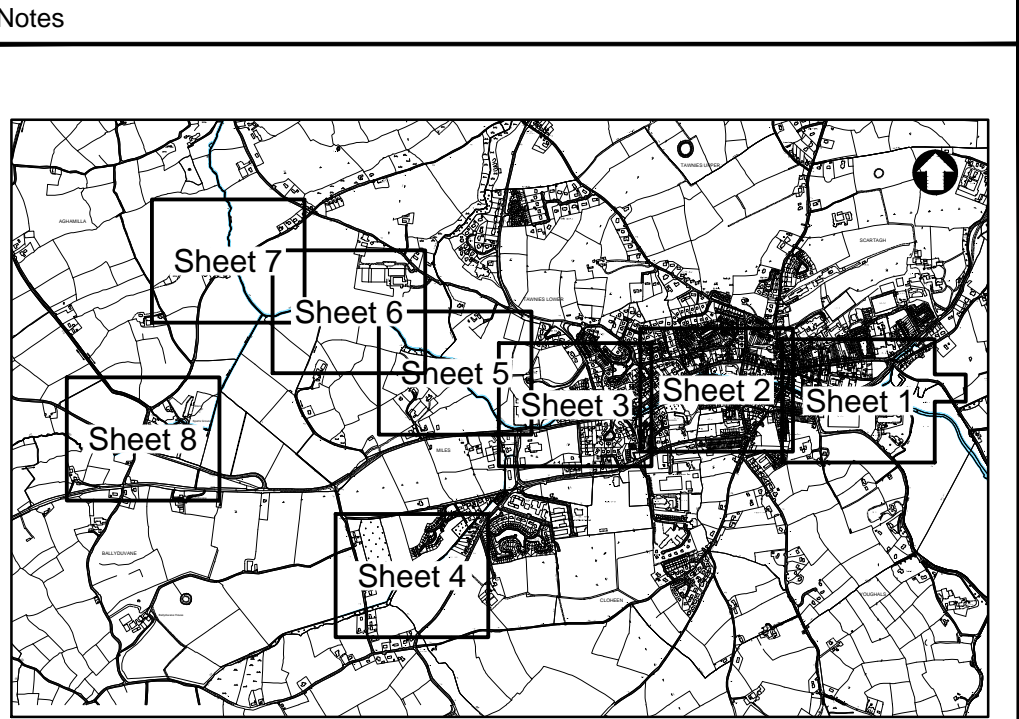 Notes
TAWNIES UPPER
AGHAMILLA
SCARTAGH
Sheet 7
TAWNIES LOWER
Sheet 6
Sheet 5
Sheet 3
Sheet 2
Sheet 1
Sheet 8
MILES
BALLYDUVANE
Sheet 4
CLOHEEN
YOUGHALS